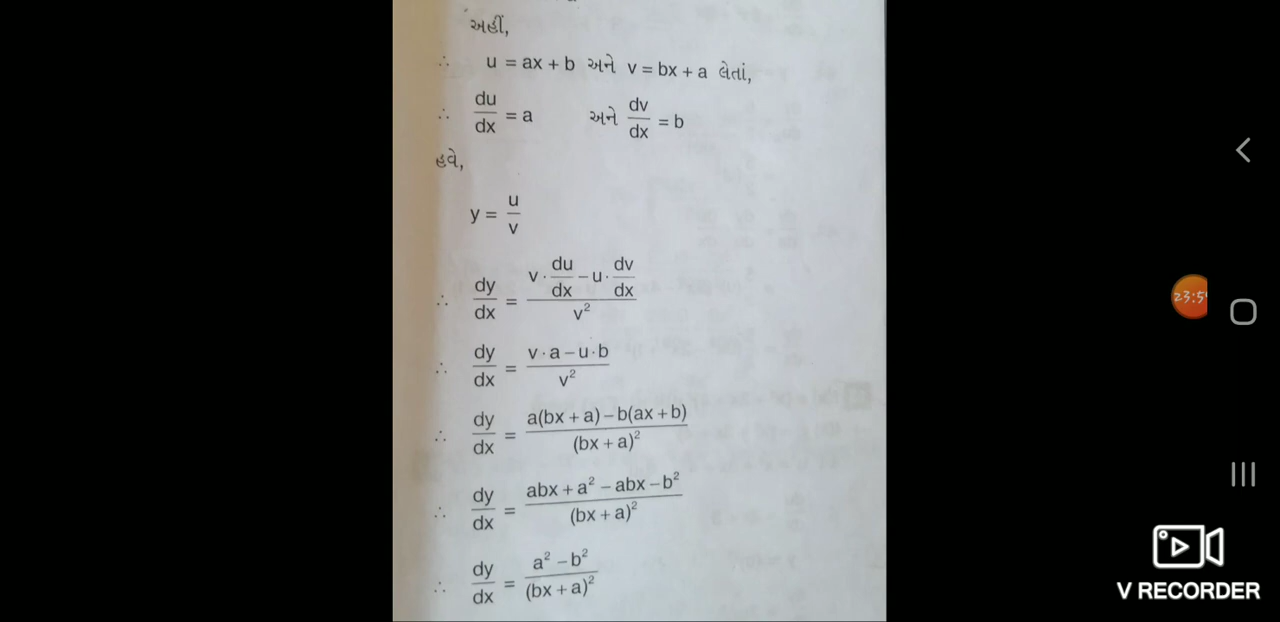 અહીં,
∴ u = ax + b અને v = bx + a લેતાં,
∴ du/dx = a અને dv/dx = b
હવે,
y = u/v
∴ dy/dx = (v · du/dx − u · dv/dx)/v²
∴ dy/dx = (v · a − u · b)/v²
∴ dy/dx = (a(bx + a) − b(ax + b))/(bx + a)²
∴ dy/dx = (abx + a² − abx − b²)/(bx + a)²
∴ dy/dx = (a² − b²)/(bx + a)²
V RECORDER